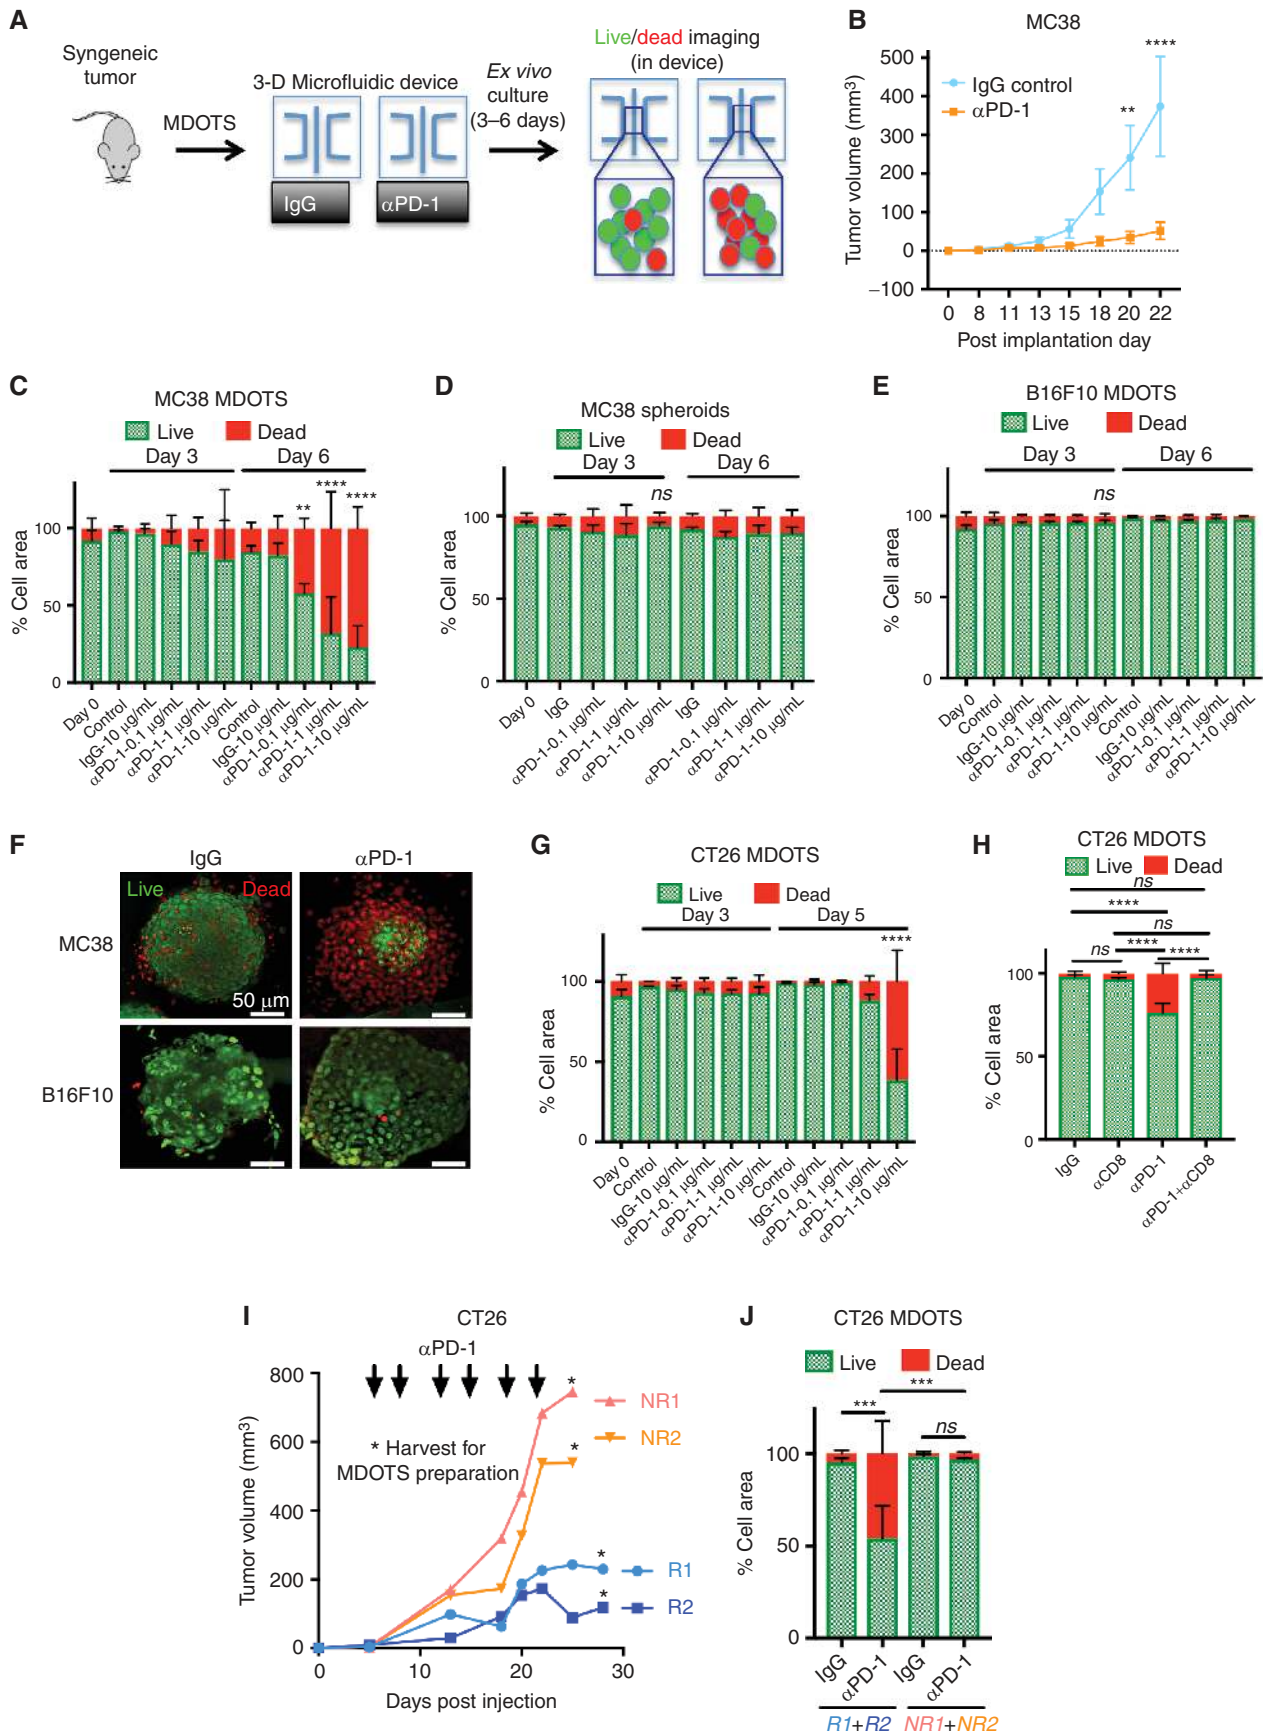 A
Syngeneic
tumor
MDOTS
3-D Microfluidic device
IgG
αPD-1
Ex vivo
culture
(3–6 days)
Live/dead imaging
(in device)
B
MC38
Tumor volume (mm³)
500
400
300
200
100
0
–100
IgG control
αPD-1
**
****
0 8 11 13 15 18 20 22
Post implantation day
C
MC38 MDOTS
Live Dead
Day 3 Day 6
** **** ****
% Cell area
100
50
0
Day 0
Control
IgG-10 µg/mL
αPD-1-0.1 µg/mL
αPD-1-1 µg/mL
αPD-1-10 µg/mL
Control
IgG-10 µg/mL
αPD-1-0.1 µg/mL
αPD-1-1 µg/mL
αPD-1-10 µg/mL
D
MC38 spheroids
Live Dead
Day 3 Day 6
ns
% Cell area
100
50
0
Day 0
IgG
αPD-1-0.1 µg/mL
αPD-1-1 µg/mL
αPD-1-10 µg/mL
IgG
αPD-1-0.1 µg/mL
αPD-1-1 µg/mL
αPD-1-10 µg/mL
E
B16F10 MDOTS
Live Dead
Day 3 Day 6
ns
% Cell area
100
50
0
Day 0
Control
IgG-10 µg/mL
αPD-1-0.1 µg/mL
αPD-1-1 µg/mL
αPD-1-10 µg/mL
Control
IgG-10 µg/mL
αPD-1-0.1 µg/mL
αPD-1-1 µg/mL
αPD-1-10 µg/mL
F
IgG αPD-1
Live Dead
MC38
50 µm
B16F10
G
CT26 MDOTS
Live Dead
Day 3 Day 5
****
% Cell area
100
50
0
Day 0
Control
IgG-10 µg/mL
αPD-1-0.1 µg/mL
αPD-1-1 µg/mL
αPD-1-10 µg/mL
Control
IgG-10 µg/mL
αPD-1-0.1 µg/mL
αPD-1-1 µg/mL
αPD-1-10 µg/mL
H
CT26 MDOTS
Live Dead
ns
****
ns
ns **** ****
% Cell area
100
50
0
IgG
αCD8
αPD-1
αPD-1+αCD8
I
CT26
αPD-1
Tumor volume (mm³)
800
600
400
200
0
* Harvest for
MDOTS preparation
* NR1
* NR2
* R1
* R2
0 10 20 30
Days post injection
J
CT26 MDOTS
Live Dead
***
*** ns
% Cell area
100
50
0
IgG
αPD-1
IgG
αPD-1
R1+R2 NR1+NR2